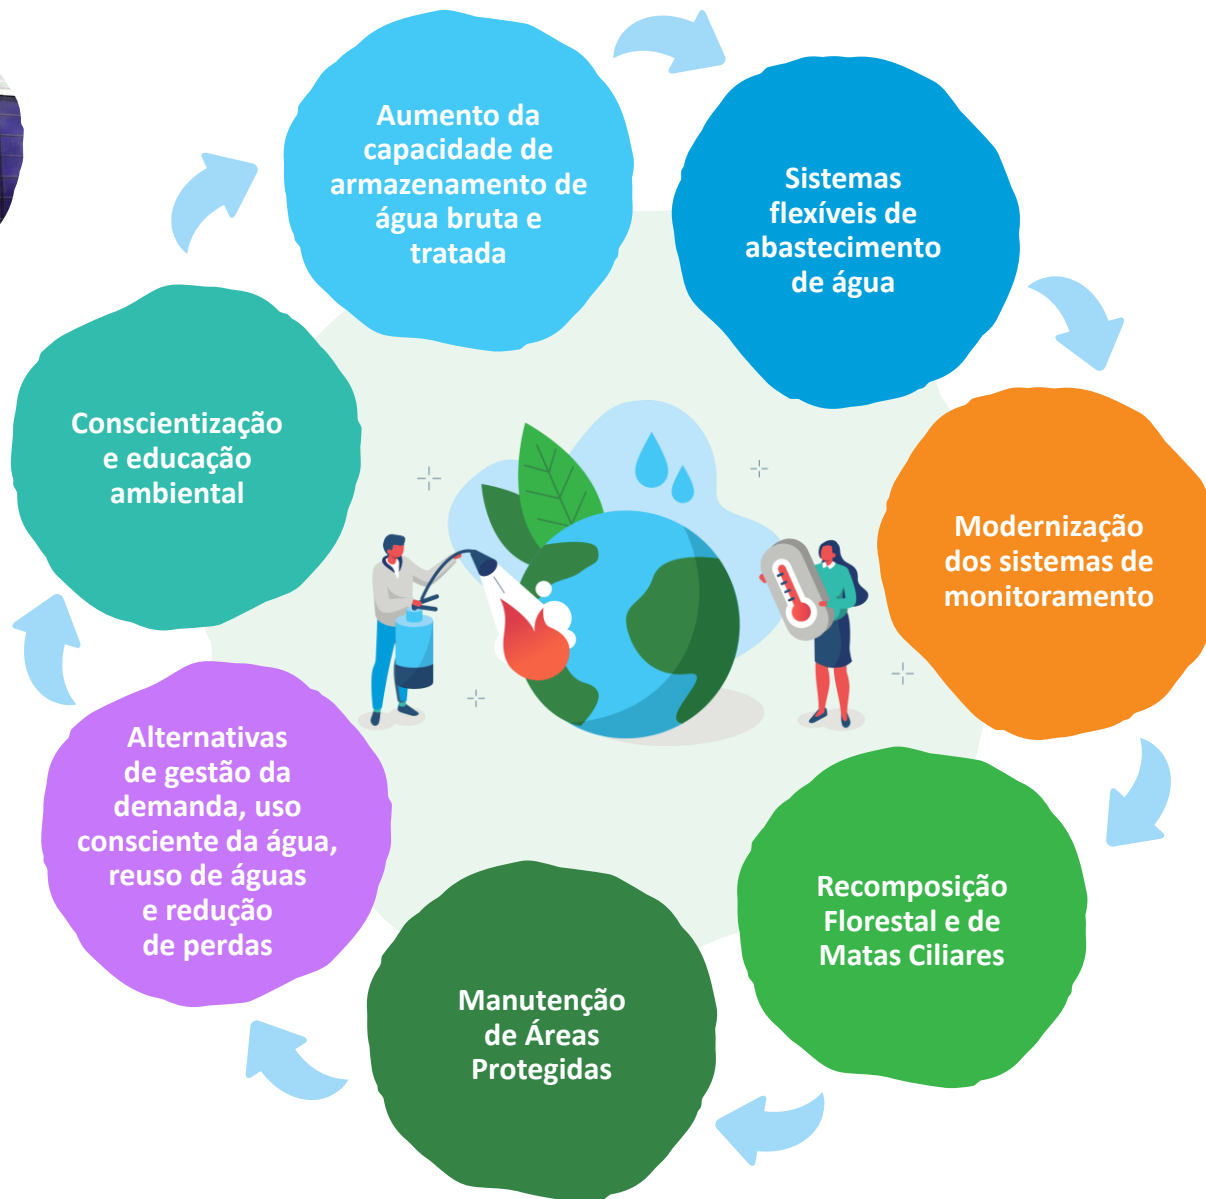 Aumento da
capacidade de
armazenamento de
água bruta e
tratada
Sistemas
flexíveis de
abastecimento
de água
Modernização
dos sistemas de
monitoramento
Recomposição
Florestal e de
Matas Ciliares
Manutenção
de Áreas
Protegidas
Alternativas
de gestão da
demanda, uso
consciente da água,
reuso de águas
e redução
de perdas
Conscientização
e educação
ambiental